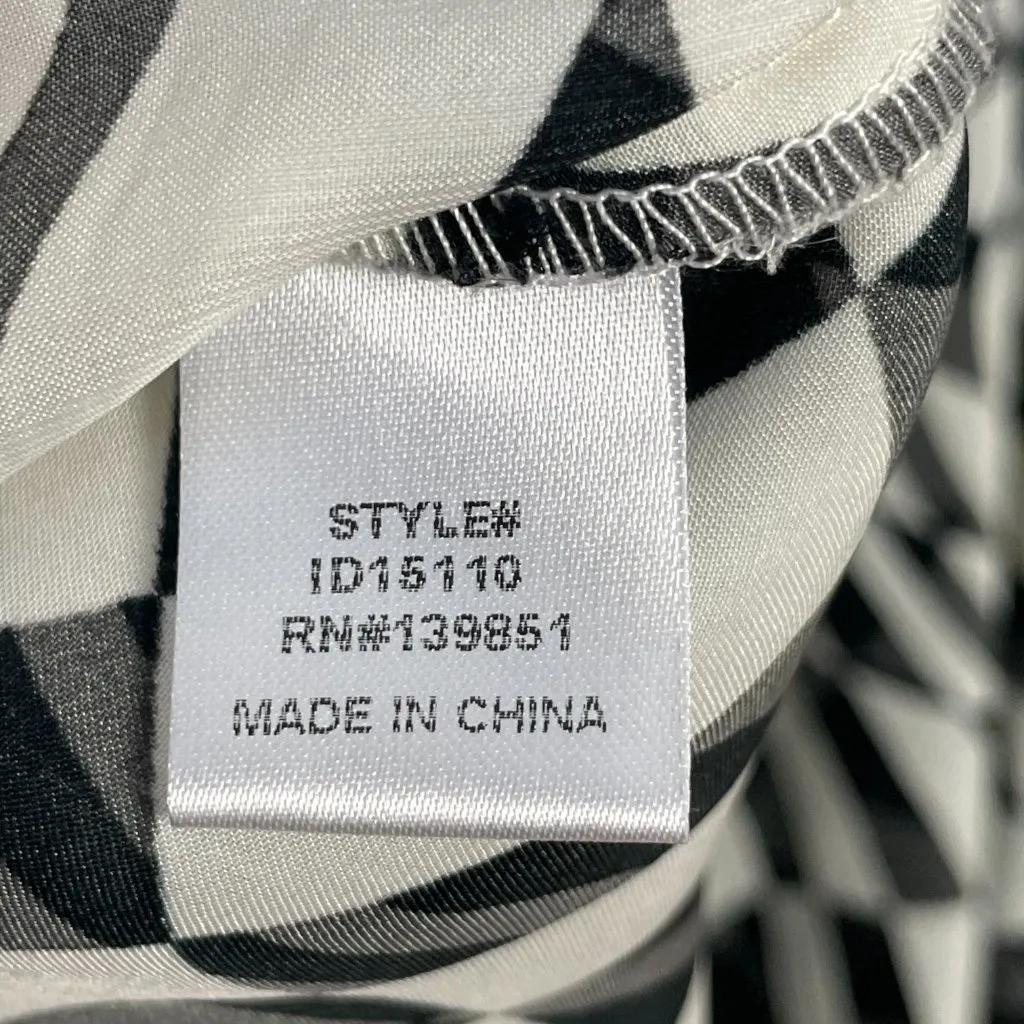 STYLE#
ID15110
RN#139851
MADE IN CHINA